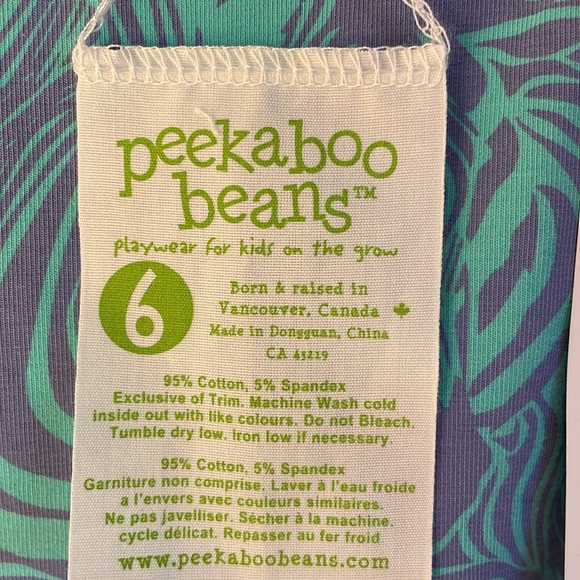 peekaboo
beans™
playwear for kids on the grow
6
Born & raised in
Vancouver, Canada
Made in Dongguan, China
CA 45219
95% Cotton, 5% Spandex
Exclusive of Trim. Machine Wash cold
inside out with like colours. Do not Bleach.
Tumble dry low. Iron low if necessary.
95% Cotton, 5% Spandex
Garniture non comprise. Laver à l'eau froide
a l'envers avec couleurs similaires.
Ne pas javelliser. Sècher à la machine.
cycle délicat. Repasser au fer froid
www.peekaboobeans.com